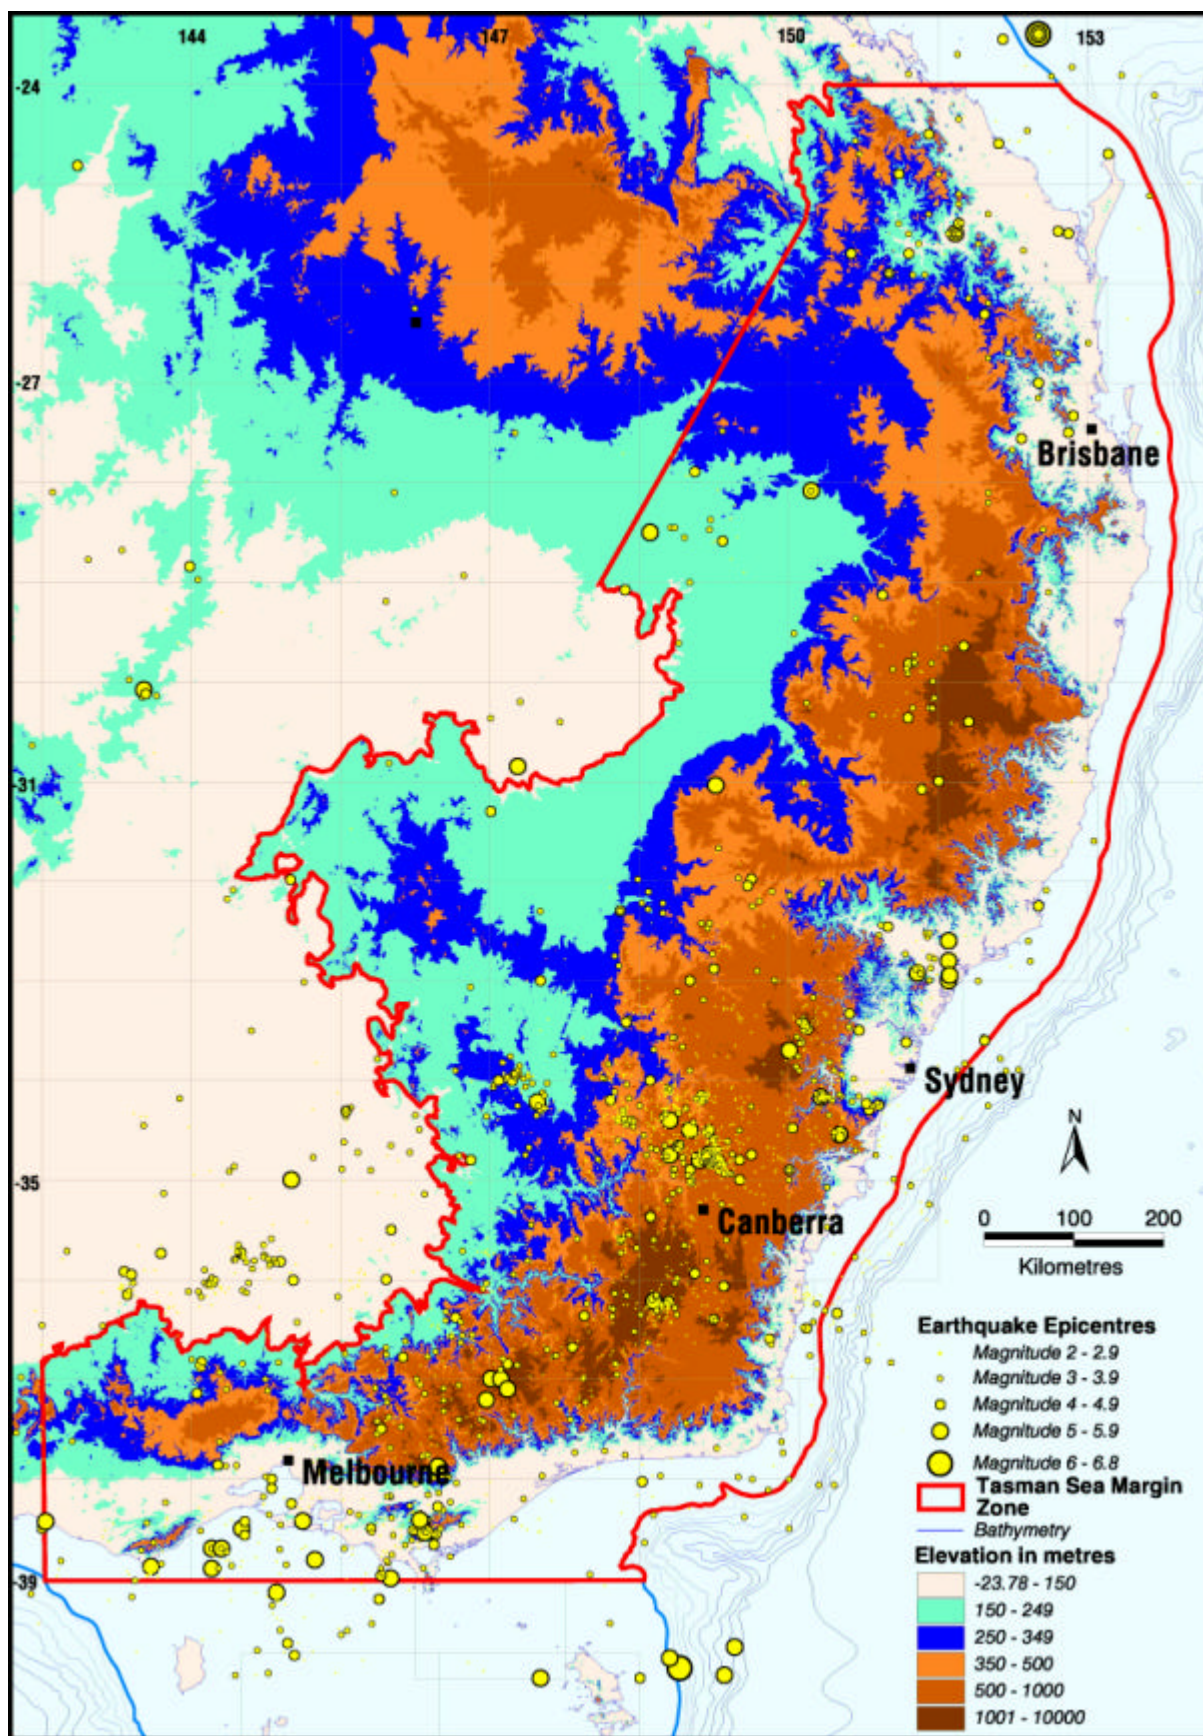 144 147 150 153
-24
-27
Brisbane
-31
Sydney
N
-35
Canberra
0 100 200
Kilometres
Earthquake Epicentres
Magnitude 2 - 2.9
Magnitude 3 - 3.9
Magnitude 4 - 4.9
Magnitude 5 - 5.9
Magnitude 6 - 6.8
Melbourne
Tasman Sea Margin
Zone
Bathymetry
Elevation in metres
-39
-23.78 - 150
150 - 249
250 - 349
350 - 500
500 - 1000
1001 - 10000